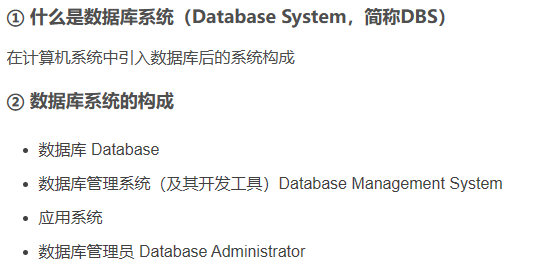 ① 什么是数据库系统（Database System，简称DBS）
在计算机系统中引入数据库后的系统构成
② 数据库系统的构成
• 数据库 Database
• 数据库管理系统（及其开发工具）Database Management System
• 应用系统
• 数据库管理员 Database Administrator